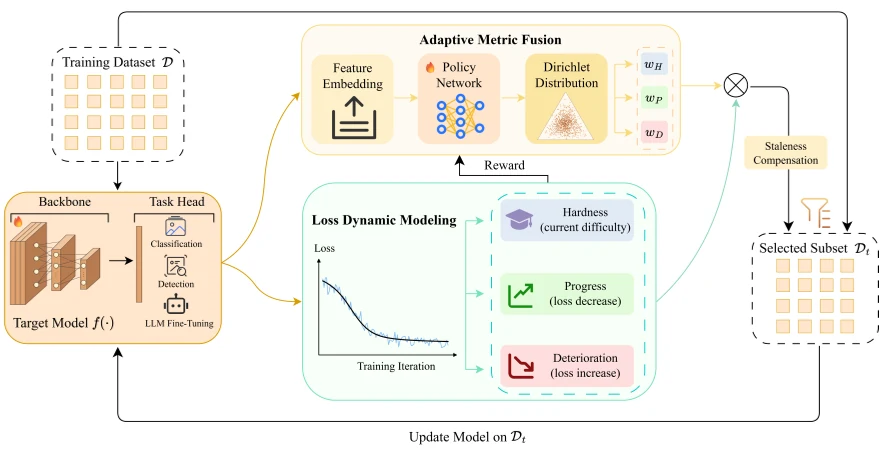 Training Dataset 𝒟
Backbone
Task Head
Classification
Detection
LLM Fine-Tuning
Target Model f(·)
Adaptive Metric Fusion
Feature
Embedding
Policy
Network
Dirichlet
Distribution
w_H
w_P
w_D
Reward
Loss Dynamic Modeling
Loss
Training Iteration
Hardness
(current difficulty)
Progress
(loss decrease)
Deterioration
(loss increase)
Staleness
Compensation
Selected Subset 𝒟_t
Update Model on 𝒟_t